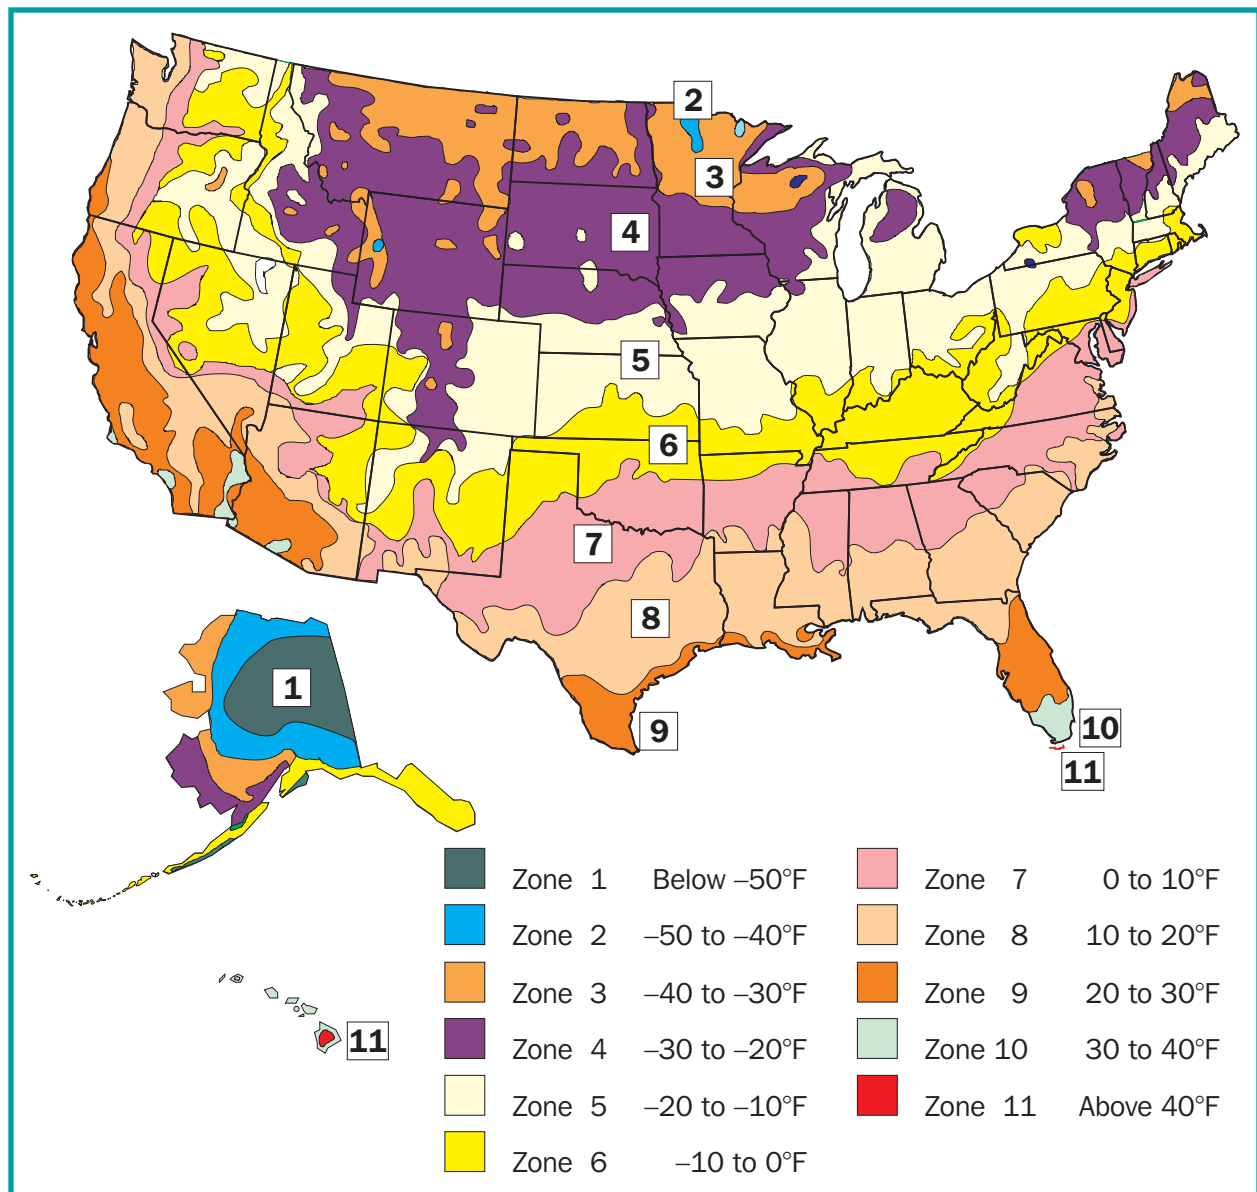 2
3
4
5
6
7
8
1
9
10
11
11
Zone 1 Below –50°F
Zone 2 –50 to –40°F
Zone 3 –40 to –30°F
Zone 4 –30 to –20°F
Zone 5 –20 to –10°F
Zone 6 –10 to 0°F
Zone 7 0 to 10°F
Zone 8 10 to 20°F
Zone 9 20 to 30°F
Zone 10 30 to 40°F
Zone 11 Above 40°F